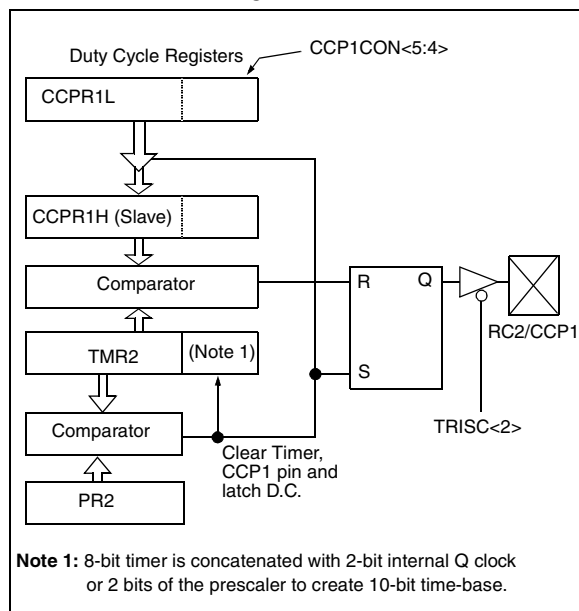 Duty Cycle Registers
CCP1CON<5:4>
CCPR1L
CCPR1H (Slave)
Comparator
R
Q
RC2/CCP1
TMR2
(Note 1)
S
TRISC<2>
Comparator
Clear Timer,
CCP1 pin and
latch D.C.
PR2
Note 1: 8-bit timer is concatenated with 2-bit internal Q clock
or 2 bits of the prescaler to create 10-bit time-base.